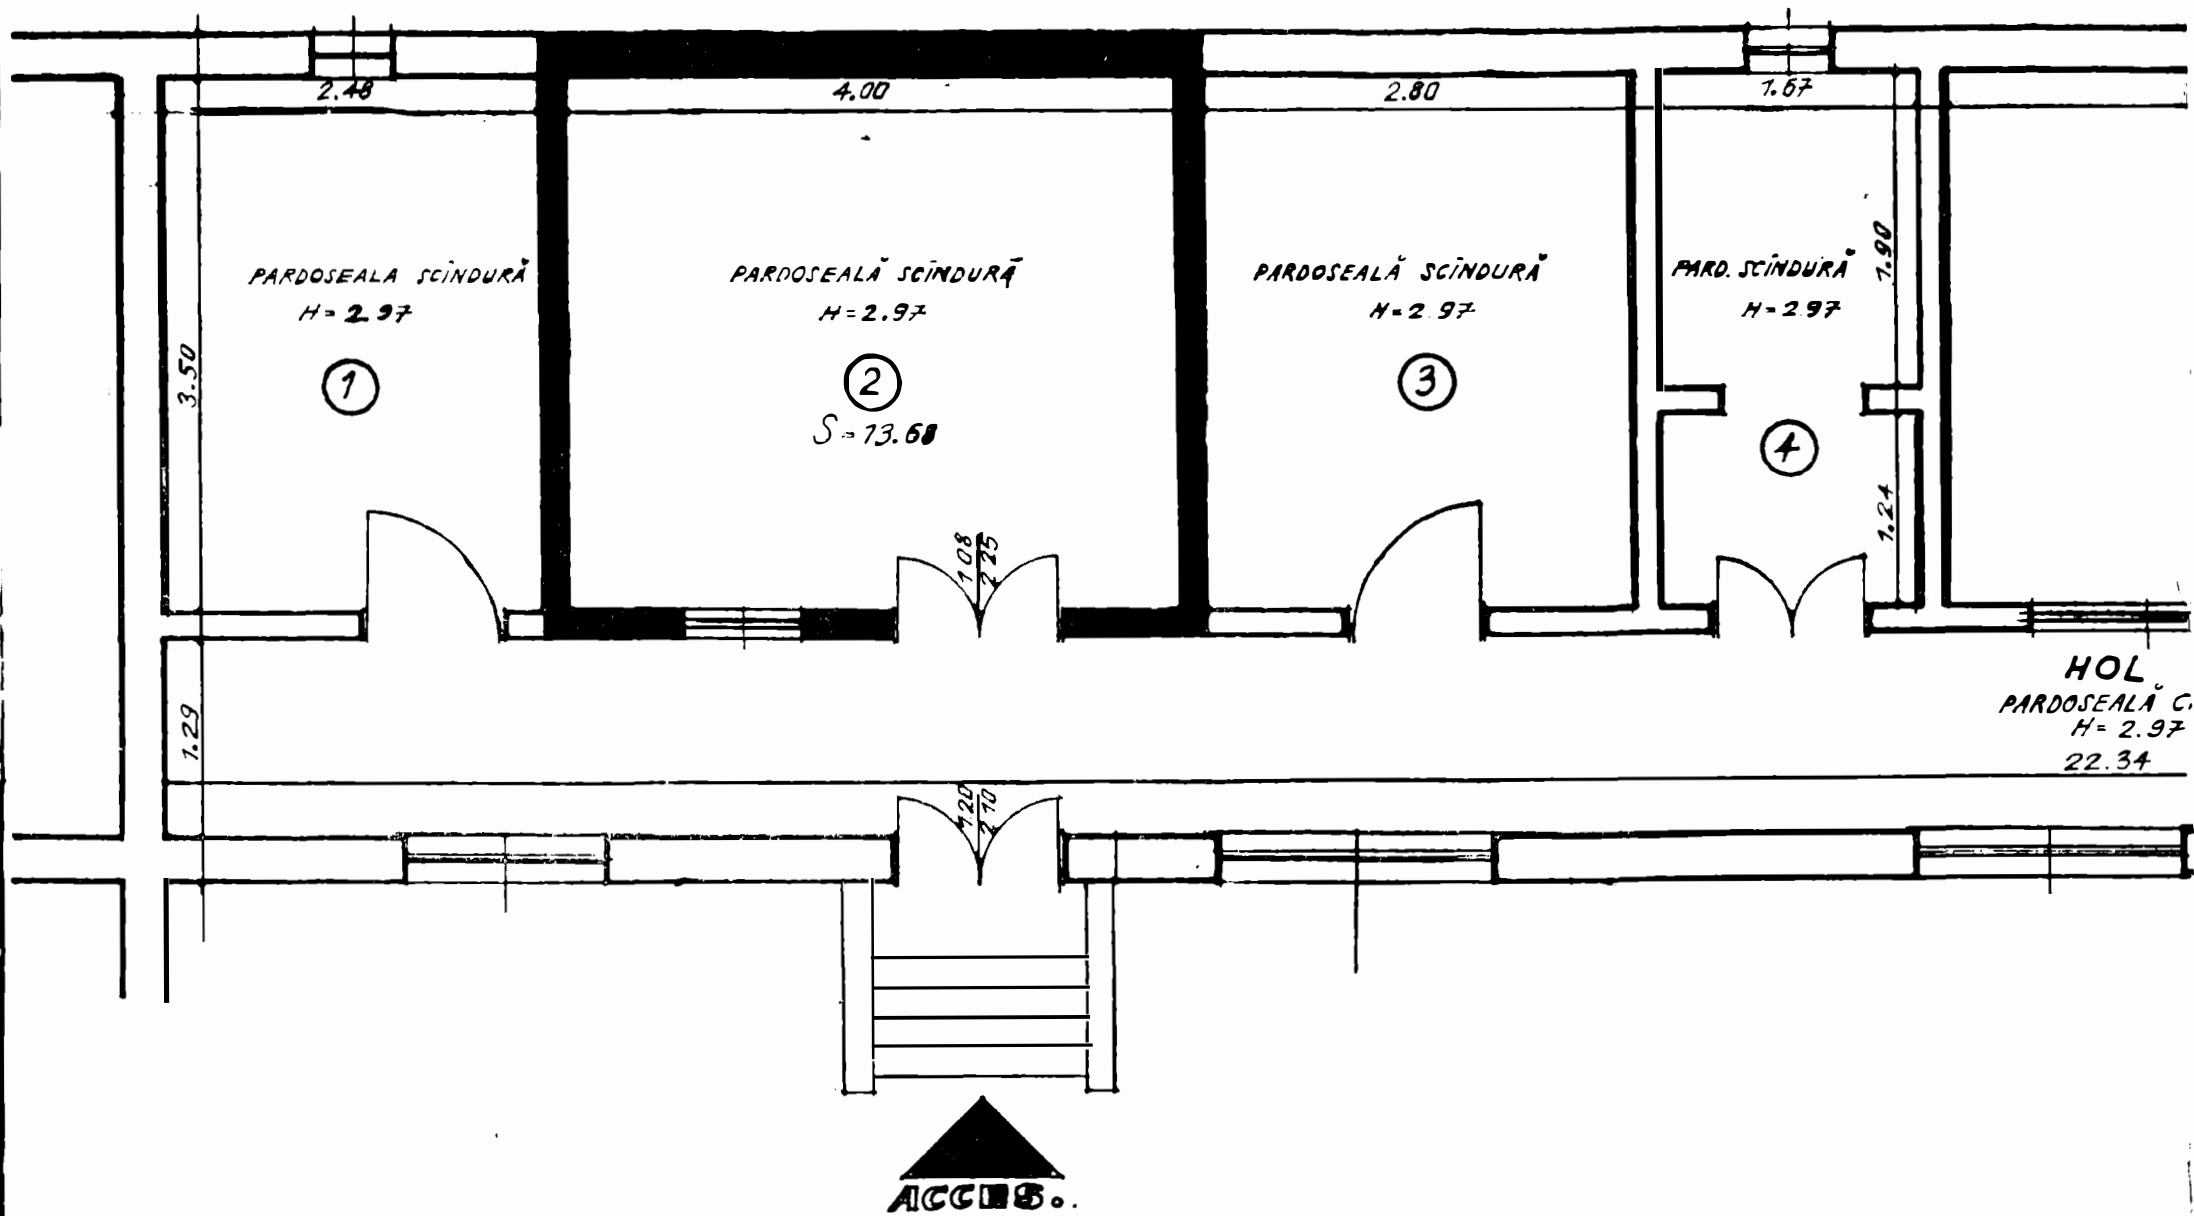 2.48
4.00
2.80
1.67
PARDOSEALA SCÎNDURĂ
H=2.97
1
3.50
PARDOSEALĂ SCÎNDURĂ
H=2.97
2
S=13.68
PARDOSEALĂ SCÎNDURĂ
H=2.97
3
PARD. SCÎNDURĂ
H=2.97
4
1.90
1.24
1 08
2 25
1.29
HOL
PARDOSEALĂ
H= 2.97
22.34
1.20
2 10
ACCES..